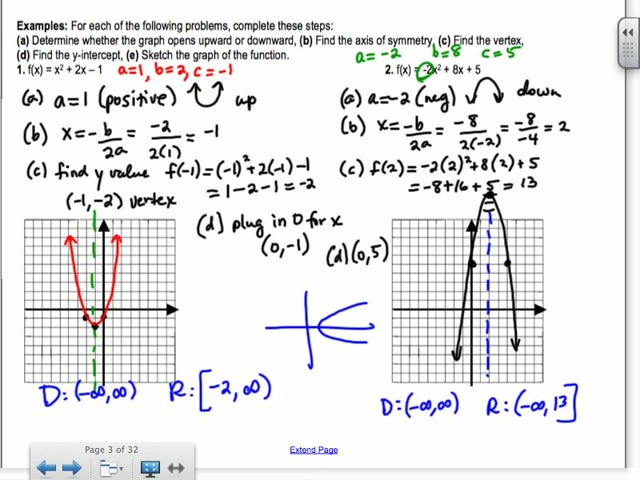 Examples: For each of the following problems, complete these steps:
(a) Determine whether the graph opens upward or downward, (b) Find the axis of symmetry, (c) Find the vertex,
(d) Find the y-intercept, (e) Sketch the graph of the function.
a=-2 b=8 c=5
1. f(x) = x² + 2x – 1 a=1, b=2, c=-1
2. f(x) = -2x² + 8x + 5
(a) a=1 (positive) up
(b) x=-b/2a = -2/2(1) = -1
(c) find y value f(-1)=(-1)²+2(-1)-1
=1-2-1=-2
(-1,-2) vertex
(d) plug in 0 for x
(0,-1)
(a) a=-2 (neg) down
(b) x=-b/2a = -8/2(-2) = -8/-4 = 2
(c) f(2)=-2(2)²+8(2)+5
=-8+16+5=13
(d) (0,5)
D: (-∞,∞) R: [-2,∞)
D=(-∞,∞) R: (-∞,13]
Page 3 of 32
Extend Page